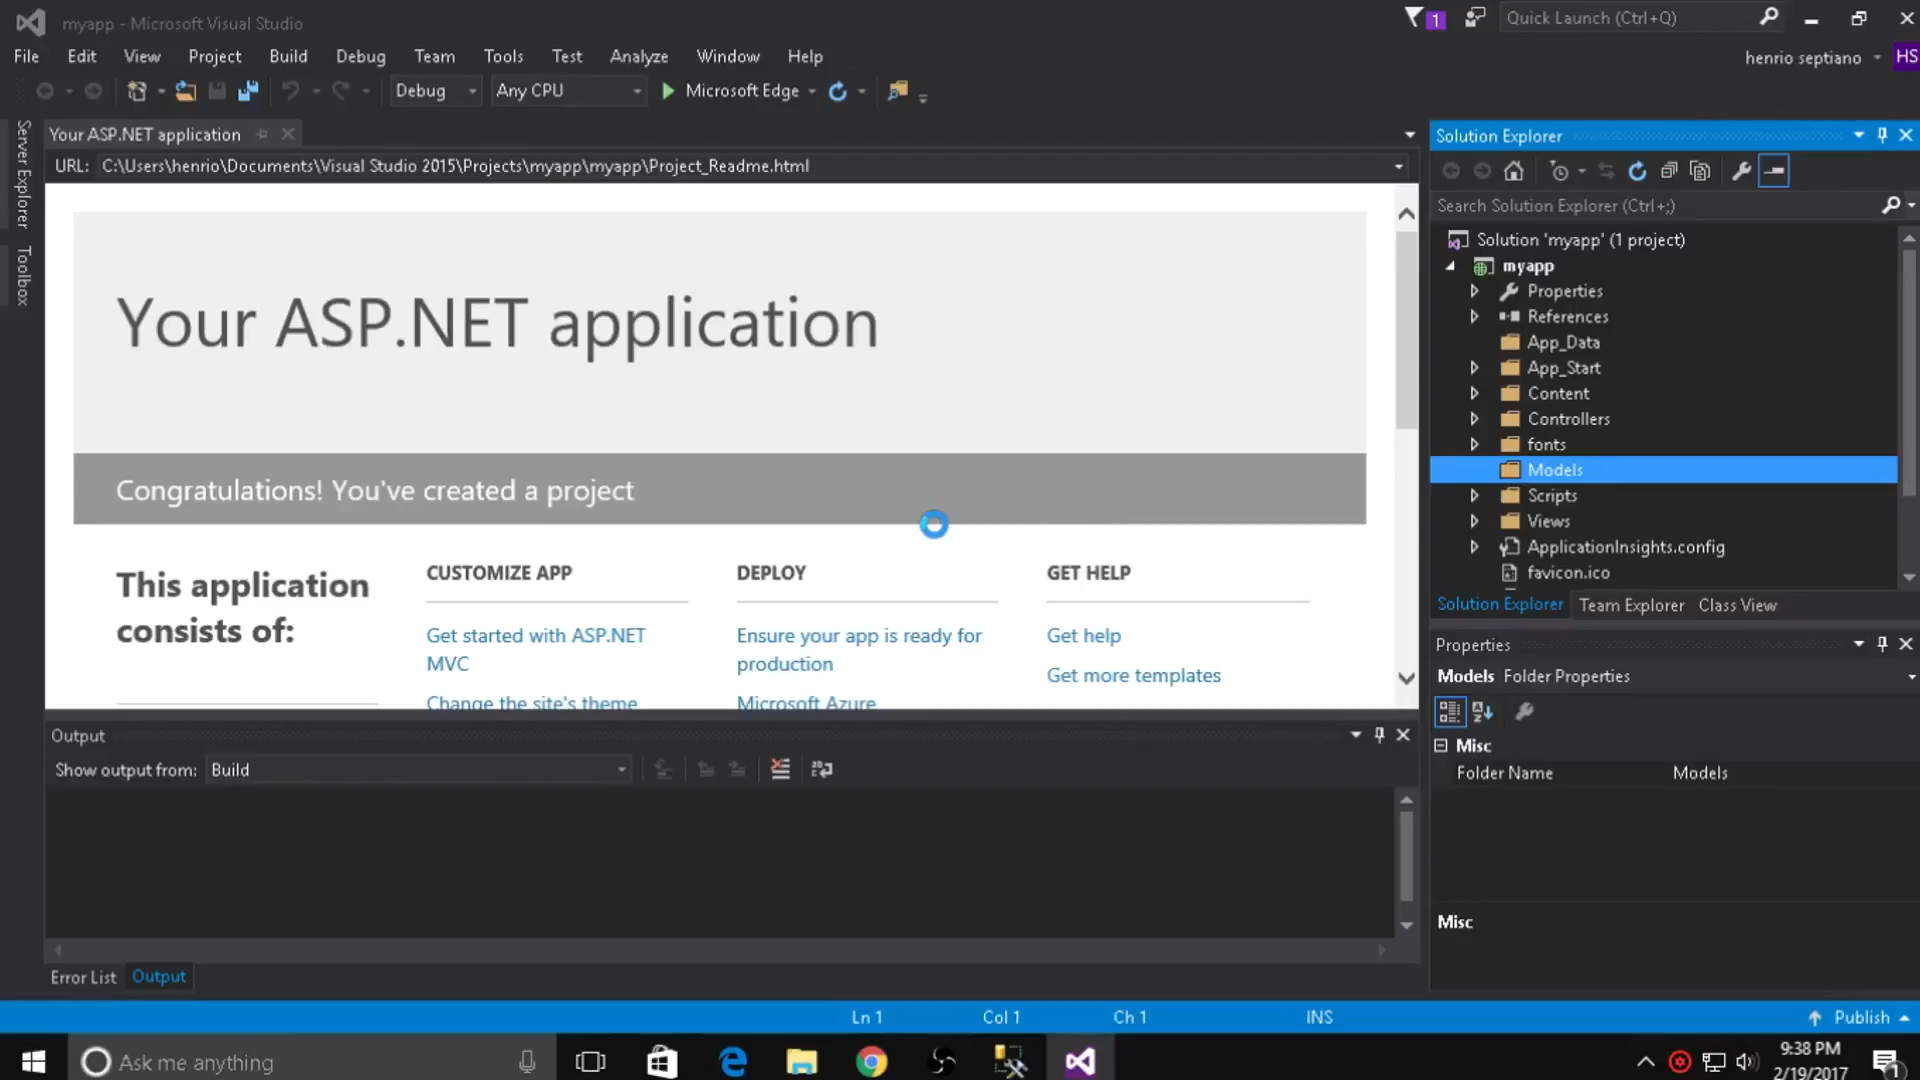 myapp - Microsoft Visual Studio
1
Quick Launch (Ctrl+Q)
File Edit View Project Build Debug Team Tools Test Analyze Window Help
henrio septiano HS
Debug Any CPU Microsoft Edge
Server Explorer
Toolbox
Your ASP.NET application
URL: C:\Users\henrio\Documents\Visual Studio 2015\Projects\myapp\myapp\Project_Readme.html
Your ASP.NET application
Congratulations! You've created a project
This application
consists of:
CUSTOMIZE APP
Get started with ASP.NET
MVC
Change the site's theme
DEPLOY
Ensure your app is ready for
production
Microsoft Azure
GET HELP
Get help
Get more templates
Output
Show output from: Build
Error List Output
Solution Explorer
Search Solution Explorer (Ctrl+;)
Solution 'myapp' (1 project)
myapp
Properties
References
App_Data
App_Start
Content
Controllers
fonts
Models
Scripts
Views
ApplicationInsights.config
favicon.ico
Solution Explorer Team Explorer Class View
Properties
Models Folder Properties
Misc
Folder Name Models
Misc
Ln 1 Col 1 Ch 1 INS Publish
Ask me anything
9:38 PM
2/19/2017
1